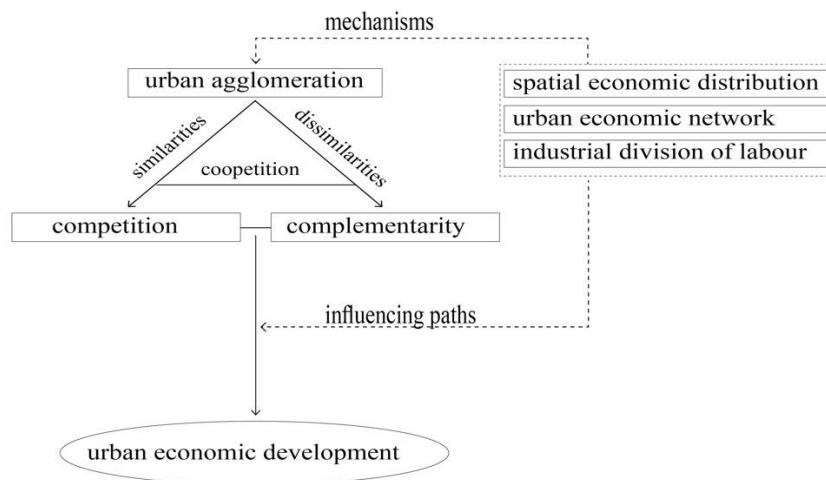 mechanisms
urban agglomeration
spatial economic distribution
urban economic network
industrial division of labour
similarities
dissimilarities
coopetition
competition
complementarity
influencing paths
urban economic development